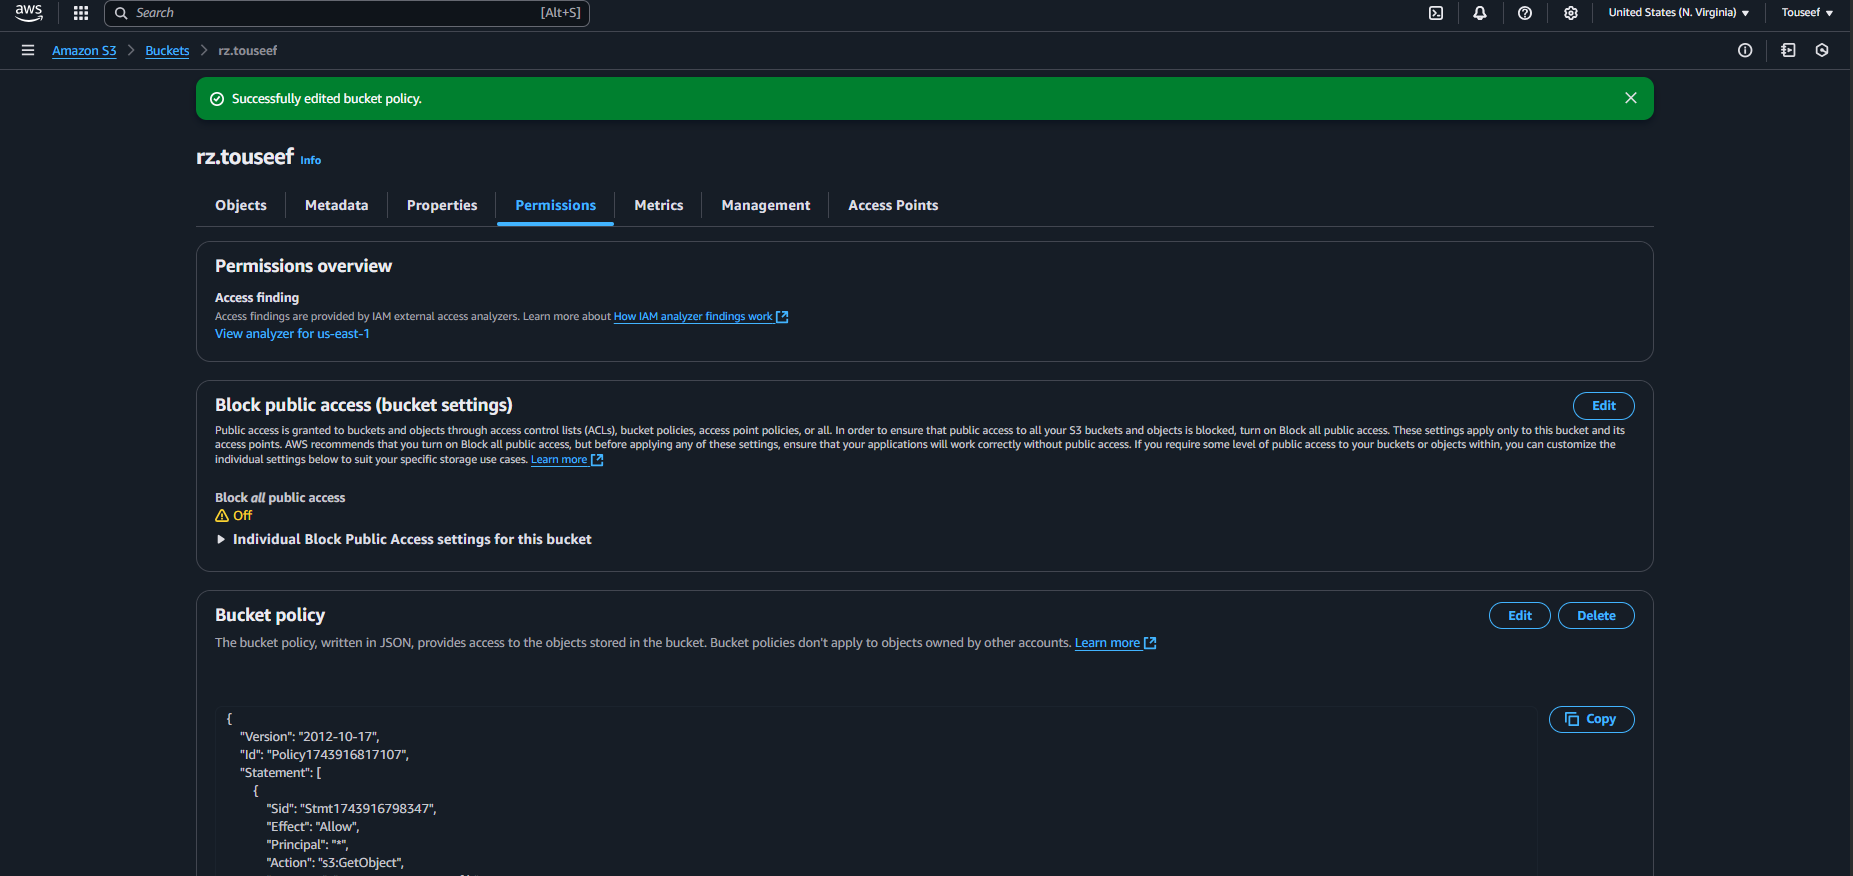 aws
Search [Alt+S]
United States (N. Virginia)
Touseef
Amazon S3
Buckets
rz.touseef
Successfully edited bucket policy.
rz.touseef Info
Objects
Metadata
Properties
Permissions
Metrics
Management
Access Points
Permissions overview
Access finding
Access findings are provided by IAM external access analyzers. Learn more about How IAM analyzer findings work
View analyzer for us-east-1
Block public access (bucket settings)
Edit
Public access is granted to buckets and objects through access control lists (ACLs), bucket policies, access point policies, or all. In order to ensure that public access to all your S3 buckets and objects is blocked, turn on Block all public access. These settings apply only to this bucket and its
access points. AWS recommends that you turn on Block all public access, but before applying any of these settings, ensure that your applications will work correctly without public access. If you require some level of public access to your buckets or objects within, you can customize the
individual settings below to suit your specific storage use cases. Learn more
Block all public access
Off
Individual Block Public Access settings for this bucket
Bucket policy
Edit
Delete
The bucket policy, written in JSON, provides access to the objects stored in the bucket. Bucket policies don't apply to objects owned by other accounts. Learn more
Copy
{
"Version": "2012-10-17",
"Id": "Policy1743916817107",
"Statement": [
{
"Sid": "Stmt1743916798347",
"Effect": "Allow",
"Principal": "*",
"Action": "s3:GetObject",